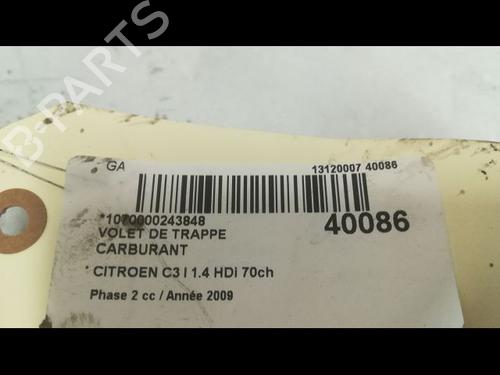 GA
13120007 40086
*1070000243848
40086
VOLET DE TRAPPE
CARBURANT
CITROEN C3 I 1.4 HDi 70ch
Phase 2 cc / Année 2009
B-PARTS